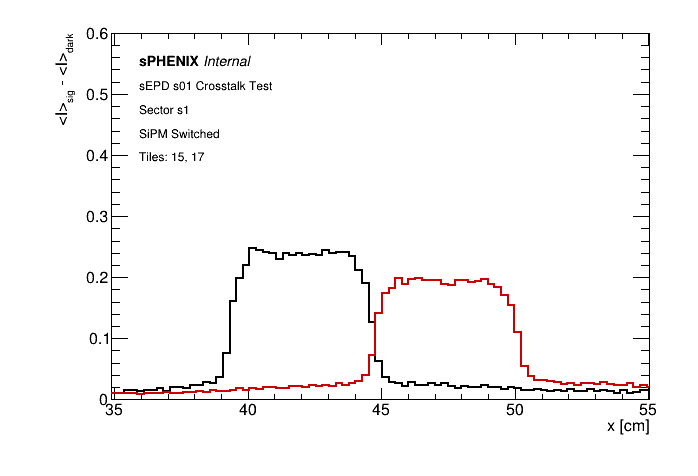 0.6
0.5
0.4
0.3
0.2
0.1
0
<I>sig - <I>dark
sPHENIX Internal
sEPD s01 Crosstalk Test
Sector s1
SiPM Switched
Tiles: 15, 17
35 40 45 50 55
x [cm]